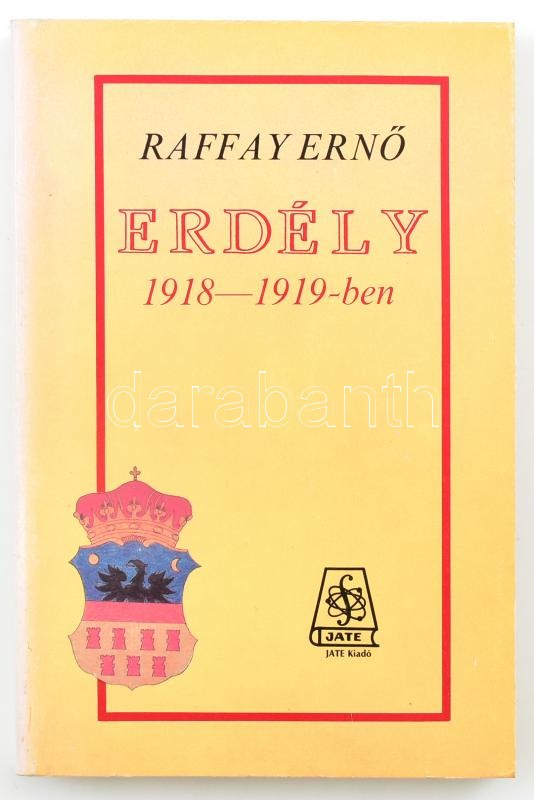 RAFFAY ERNŐ
ERDÉLY
1918—1919-ben
darabanth
JATE
JATE Kiadó